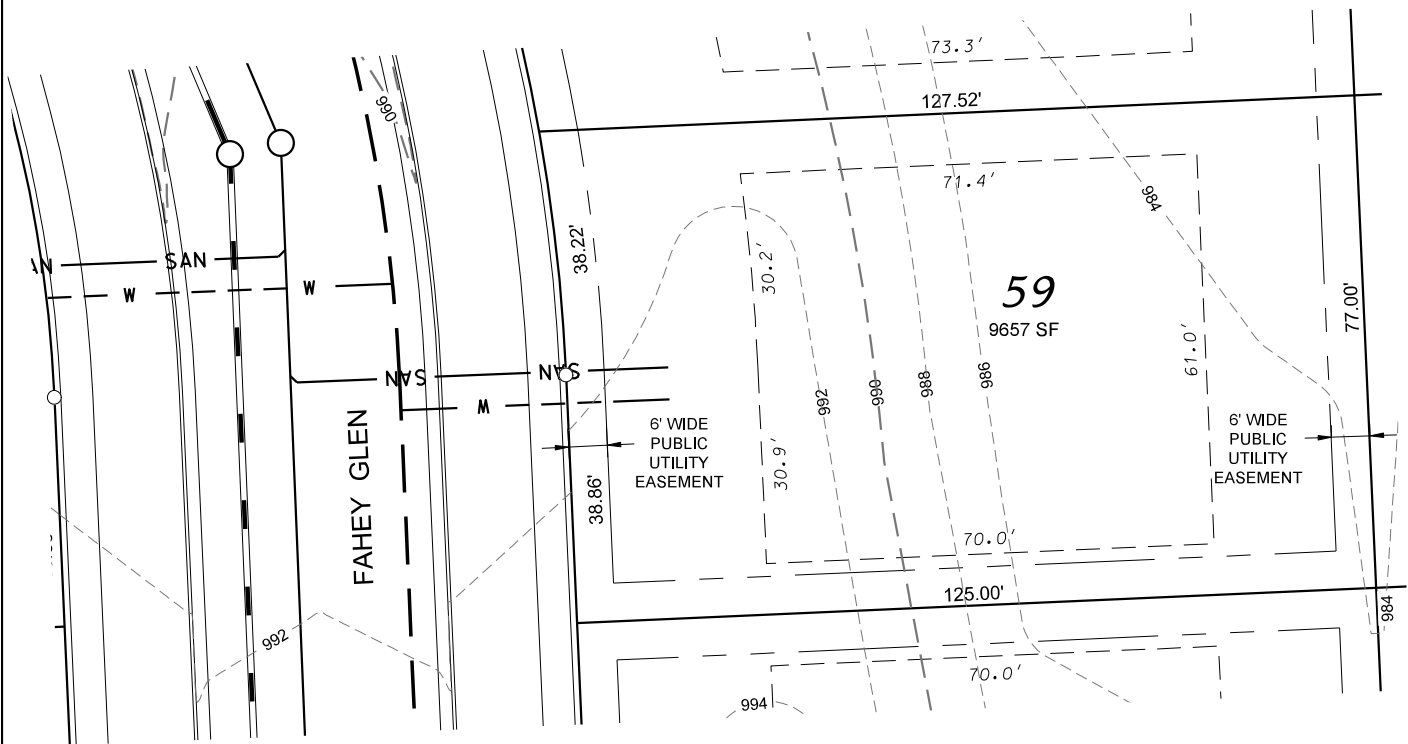 73.3'
127.52'
990
71.4'
984
38.22'
SAN
30.2'
59
9657 SF
W
W
77.00'
61.0'
SAN
SAN
992
990
988
986
W
6' WIDE
PUBLIC
UTILITY
EASEMENT
6' WIDE
PUBLIC
UTILITY
EASEMENT
30.9'
38.86'
FAHEY GLEN
70.0'
125.00'
984
992
70.0'
994